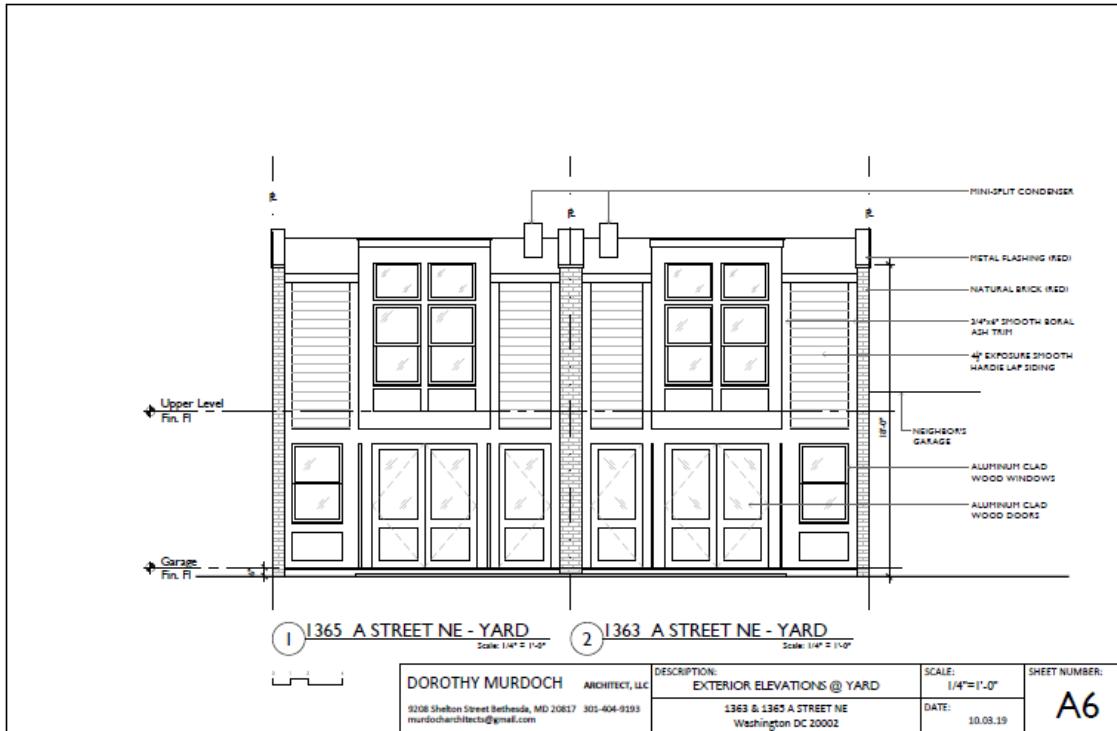 MINI-SPLIT CONDENSER
METAL FLASHING (RED)
NATURAL BRICK (RED)
3/4"x6" SMOOTH BORAL
ASH TRIM
EXPOSURE SMOOTH
HARDIE LAP SIDING
Upper Level
Fin. Fl
18'-0"
NEIGHBOR'S
GARAGE
ALUMINUM CLAD
WOOD WINDOWS
ALUMINUM CLAD
WOOD DOORS
Garage
Fin. Fl
6"
1 1365 A STREET NE - YARD
Scale: 1/4" = 1'-0"
2 1363 A STREET NE - YARD
Scale: 1/4" = 1'-0"
DOROTHY MURDOCH ARCHITECT, LLC
9208 Shelton Street Bethesda, MD 20817 301-404-9193
murdocharchitects@gmail.com
DESCRIPTION:
EXTERIOR ELEVATIONS @ YARD
1363 & 1365 A STREET NE
Washington DC 20002
SCALE:
1/4"=1'-0"
DATE:
10.03.19
SHEET NUMBER:
A6